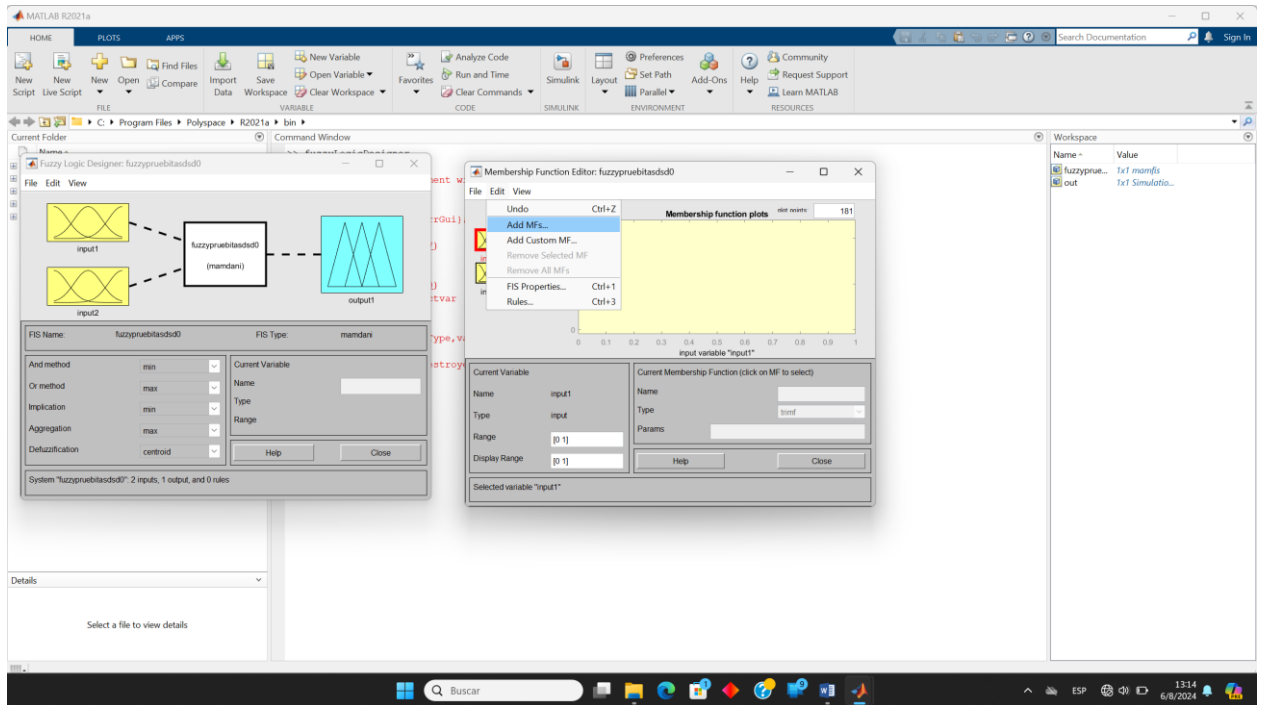 MATLAB R2021a
HOME PLOTS APPS
Search Documentation Sign In
New Script
New Live Script
New
Open
Find Files
Compare
Import Data
Save Workspace
New Variable
Open Variable
Clear Workspace
Favorites
Analyze Code
Run and Time
Clear Commands
Simulink
Layout
Preferences
Set Path
Parallel
Add-Ons
Help
Community
Request Support
Learn MATLAB
FILE VARIABLE CODE SIMULINK ENVIRONMENT RESOURCES
C: Program Files Polyspace R2021a bin
Current Folder
Name
Command Window
Workspace
Name Value
fuzzyprue... 1x1 mamfis
out 1x1 Simulatio...
Fuzzy Logic Designer: fuzzypruebitasdsd0
File Edit View
input1
input2
fuzzypruebitasdsd0
(mamdani)
output1
FIS Name: fuzzypruebitasdsd0 FIS Type: mamdani
And method min
Or method max
Implication min
Aggregation max
Defuzzification centroid
Current Variable
Name
Type
Range
Help Close
System "fuzzypruebitasdsd0": 2 inputs, 1 output, and 0 rules
Membership Function Editor: fuzzypruebitasdsd0
File Edit View
Undo Ctrl+Z
Add MFs...
Add Custom MF...
Remove Selected MF
Remove All MFs
FIS Properties... Ctrl+1
Rules... Ctrl+3
Membership function plots plot points: 181
0
0 0.1 0.2 0.3 0.4 0.5 0.6 0.7 0.8 0.9 1
input variable "input1"
Current Variable
Name input1
Type input
Range [0 1]
Display Range [0 1]
Current Membership Function (click on MF to select)
Name
Type trimf
Params
Help Close
Selected variable "input1"
Details
Select a file to view details
Buscar
ESP
13:14
6/8/2024